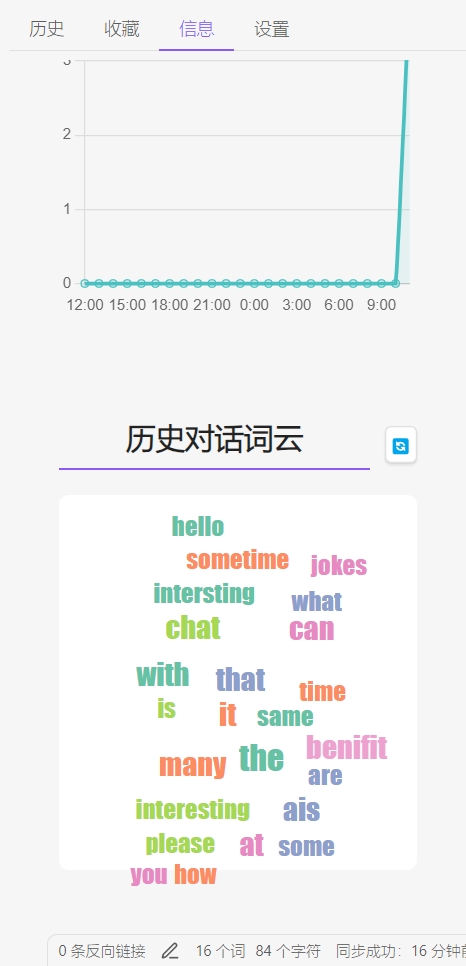 历史 收藏 信息 设置
3
2
1
0
12:00 15:00 18:00 21:00 0:00 3:00 6:00 9:00
历史对话词云
hello
sometime jokes
intersting what
chat can
with that time
is it same
many the benifit
are
interesting ais
please at some
you how
0 条反向链接 16 个词 84 个字符 同步成功: 16 分钟前